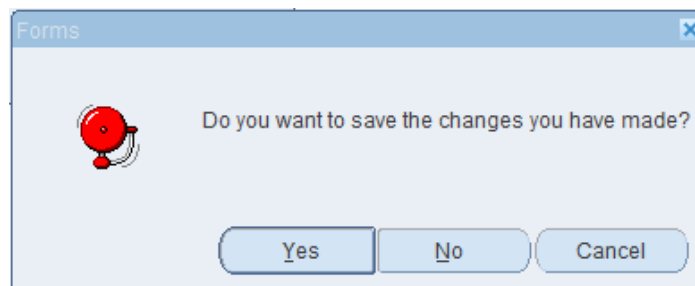 Forms
Do you want to save the changes you have made?
Yes
No
Cancel